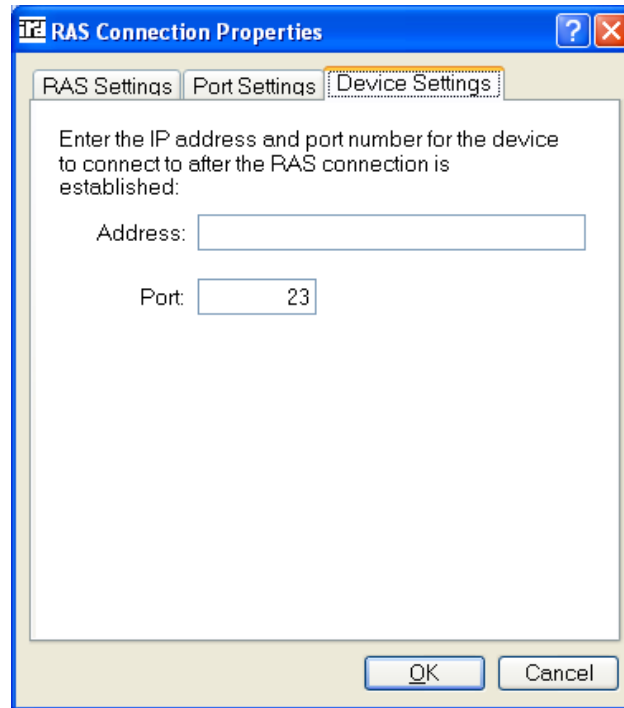 RAS Connection Properties
RAS Settings Port Settings Device Settings
Enter the IP address and port number for the device
to connect to after the RAS connection is
established:
Address:
Port: 23
OK Cancel